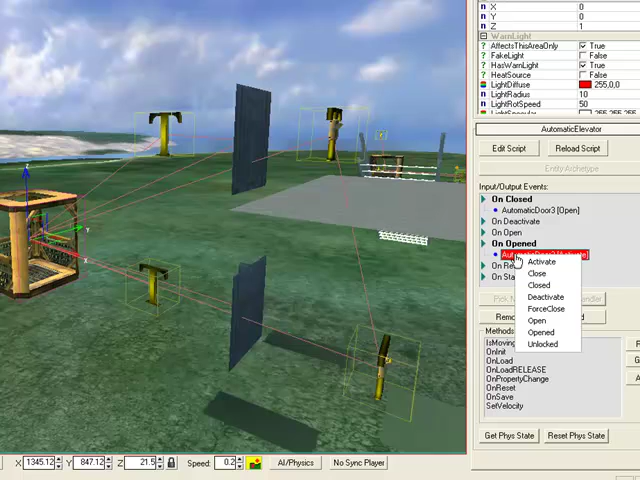 X 0
Y 0
Z 1
WarnLight
AffectsThisAreaOnly True
FakeLight False
HasWarnLight True
HeatSource False
LightDiffuse 255,0,0
LightRadius 10
LightRotSpeed 50
AutomaticElevator
Edit Script Reload Script
Entity Archetype
Input/Output Events:
On Closed
AutomaticDoor3 [Open]
On Deactivate
On Open
On Opened
Activate
Close
Closed
Deactivate
ForceClose
Open
Opened
Unlocked
Methods
OnInit
OnLoad
OnLoadRELEASE
OnPropertyChange
OnReset
OnSave
SetVelocity
Get Phys State Reset Phys State
X 1345.12 Y 847.12 Z 21.5 Speed: 0.2 AI/Physics No Sync Player
z
y
x